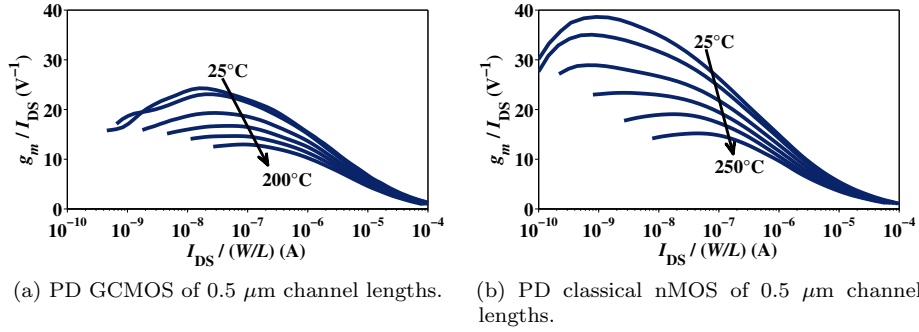 40
30
20
10
0
g_m / I_DS (V⁻¹)
25°C
200°C
10⁻¹⁰ 10⁻⁹ 10⁻⁸ 10⁻⁷ 10⁻⁶ 10⁻⁵ 10⁻⁴
I_DS / (W/L) (A)
(a) PD GCMOS of 0.5 μm channel lengths.
40
30
20
10
0
g_m / I_DS (V⁻¹)
25°C
250°C
10⁻¹⁰ 10⁻⁹ 10⁻⁸ 10⁻⁷ 10⁻⁶ 10⁻⁵ 10⁻⁴
I_DS / (W/L) (A)
(b) PD classical nMOS of 0.5 μm channel
lengths.